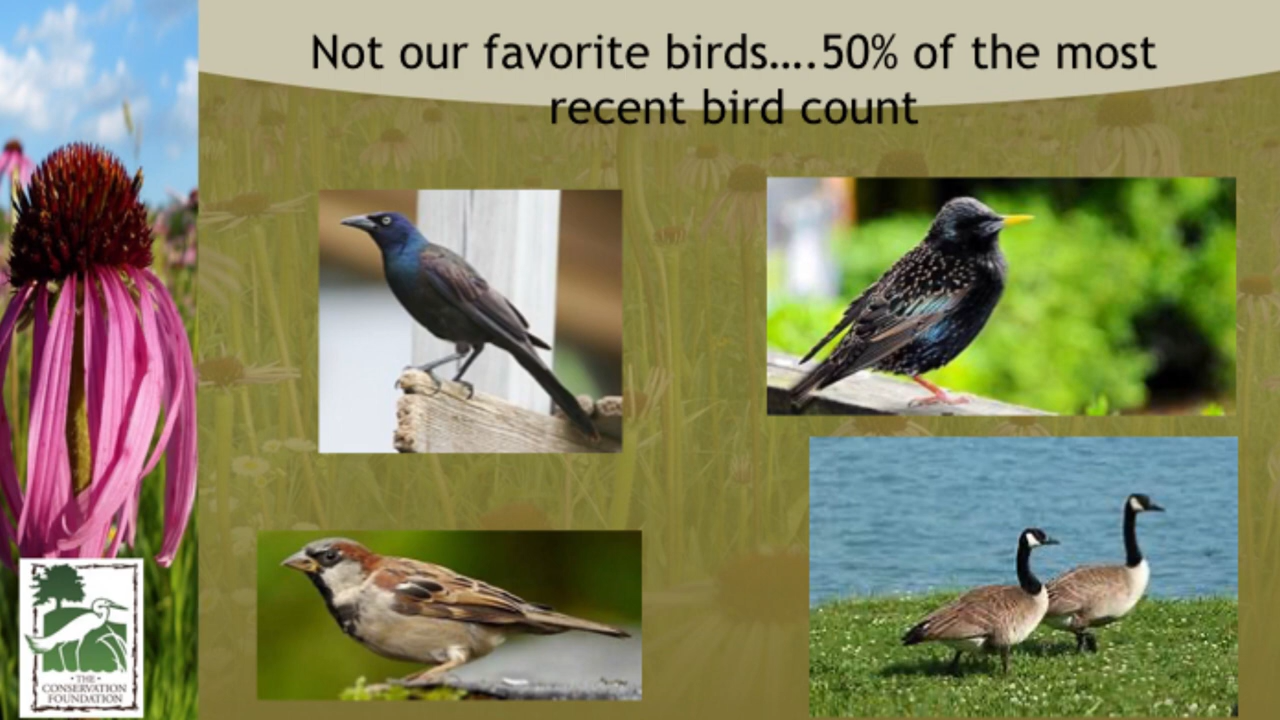 Not our favorite birds....50% of the most
recent bird count
• THE •
CONSERVATION
FOUNDATION